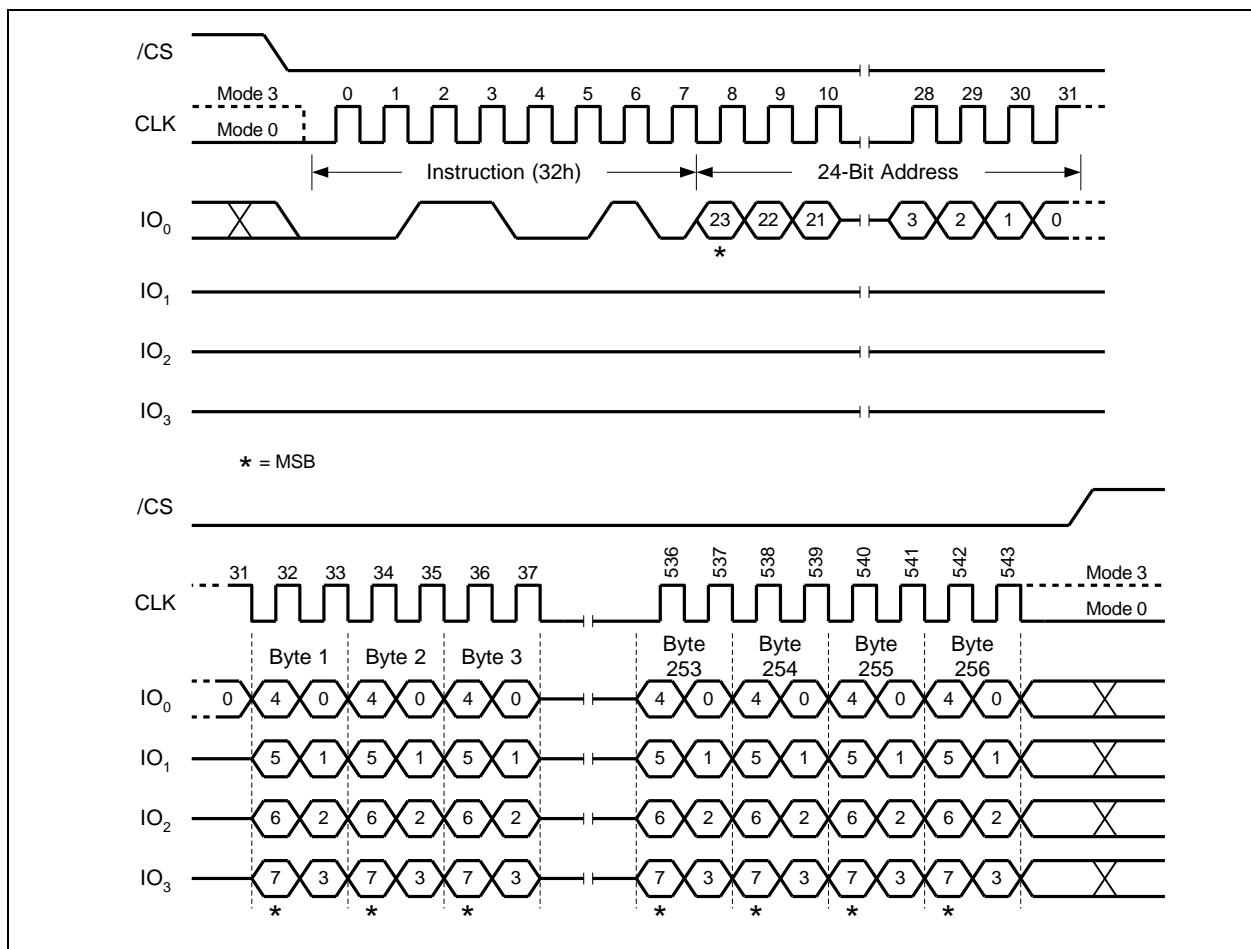 /CS
Mode 3 0 1 2 3 4 5 6 7 8 9 10 28 29 30 31
CLK Mode 0
Instruction (32h) 24-Bit Address
IO0 23 22 21 3 2 1 0
*
IO1
IO2
IO3
* = MSB
/CS
31 32 33 34 35 36 37 536 537 538 539 540 541 542 543 Mode 3
CLK Mode 0
Byte 1 Byte 2 Byte 3 Byte 253 Byte 254 Byte 255 Byte 256
IO0 0 4 0 4 0 4 0 4 0 4 0 4 0 4 0
IO1 5 1 5 1 5 1 5 1 5 1 5 1 5 1
IO2 6 2 6 2 6 2 6 2 6 2 6 2 6 2
IO3 7 3 7 3 7 3 7 3 7 3 7 3 7 3
* * * * * * *